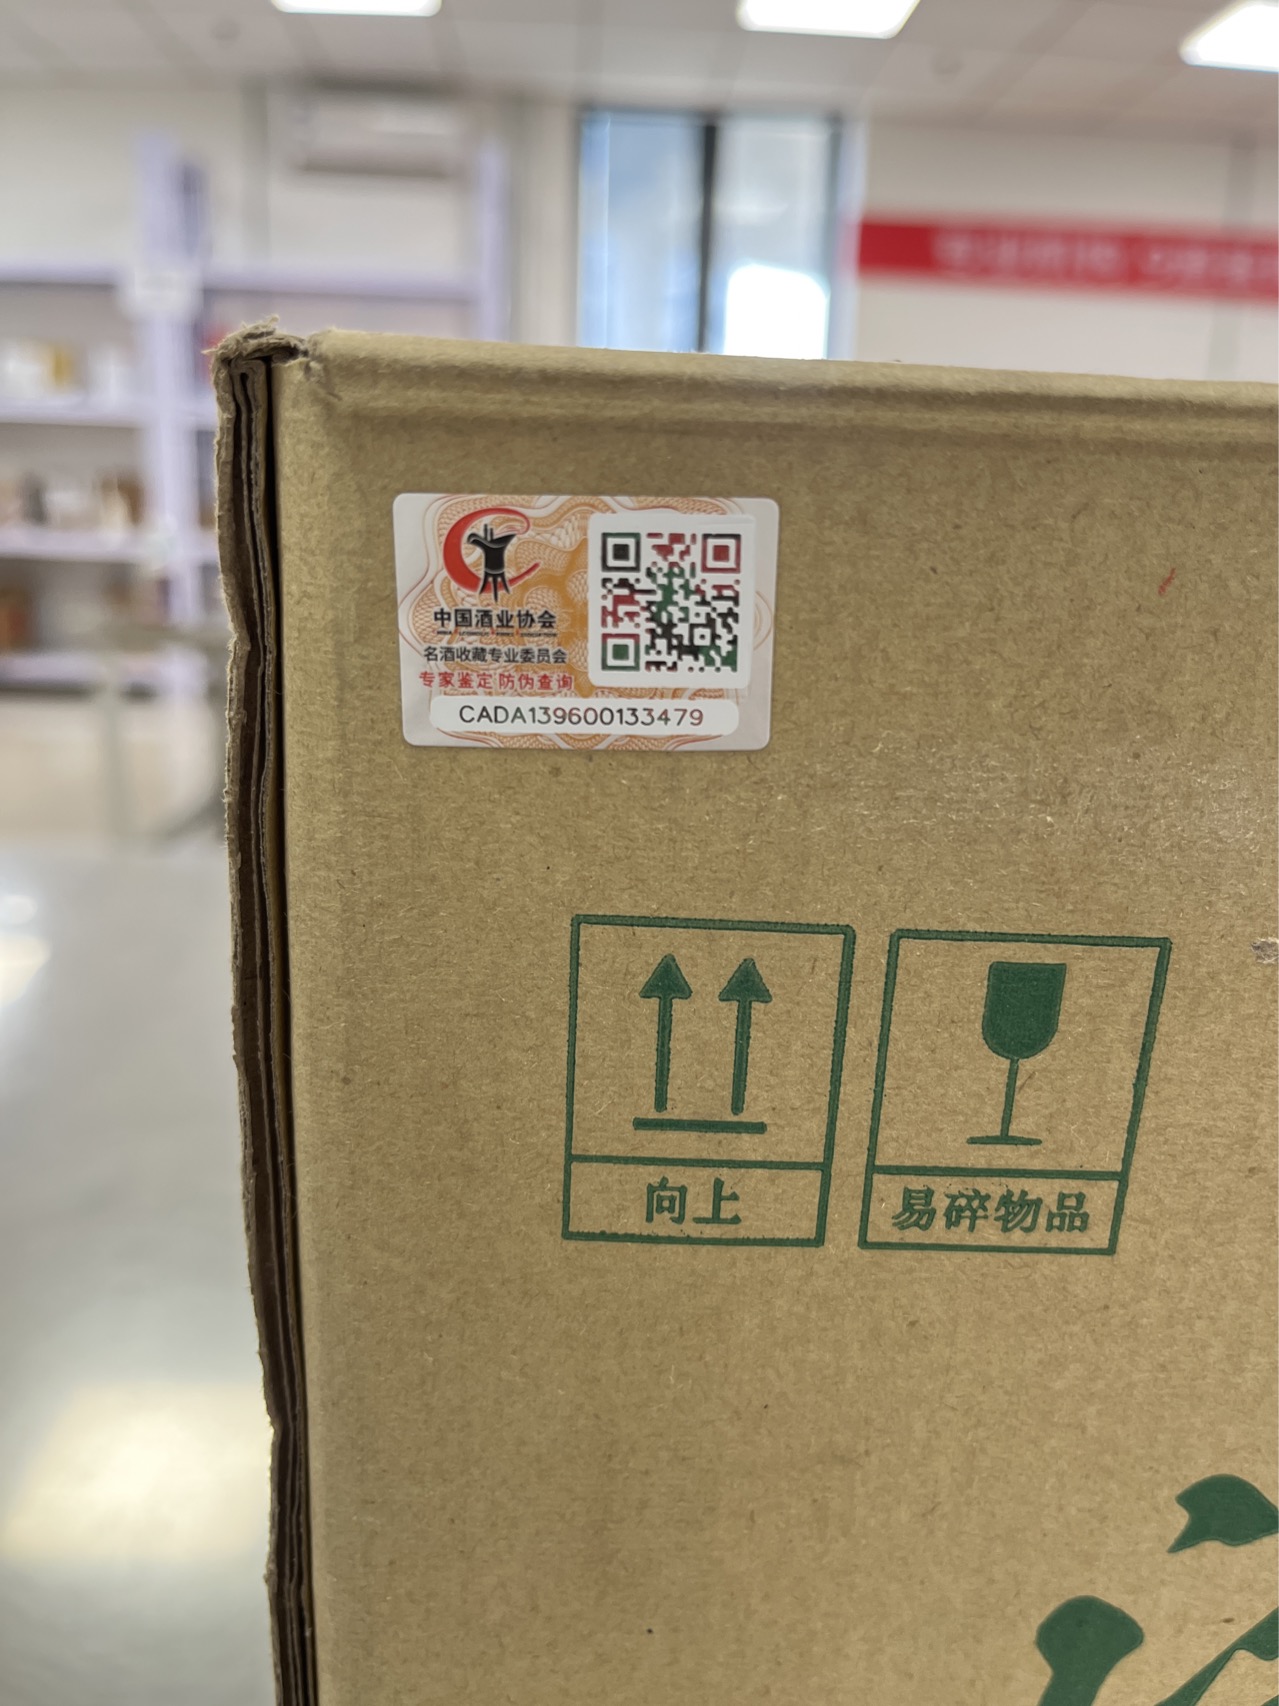 中国酒业协会
名酒收藏专业委员会
专家鉴定 防伪查询
CADA139600133479
向上
易碎物品